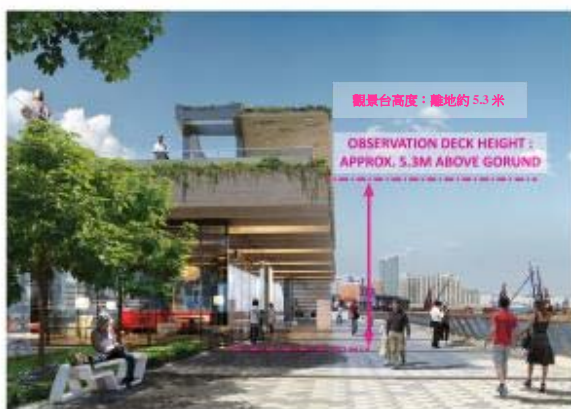 觀景台高度：離地約 5.3 米
OBSERVATION DECK HEIGHT :
APPROX. 5.3M ABOVE GORUND